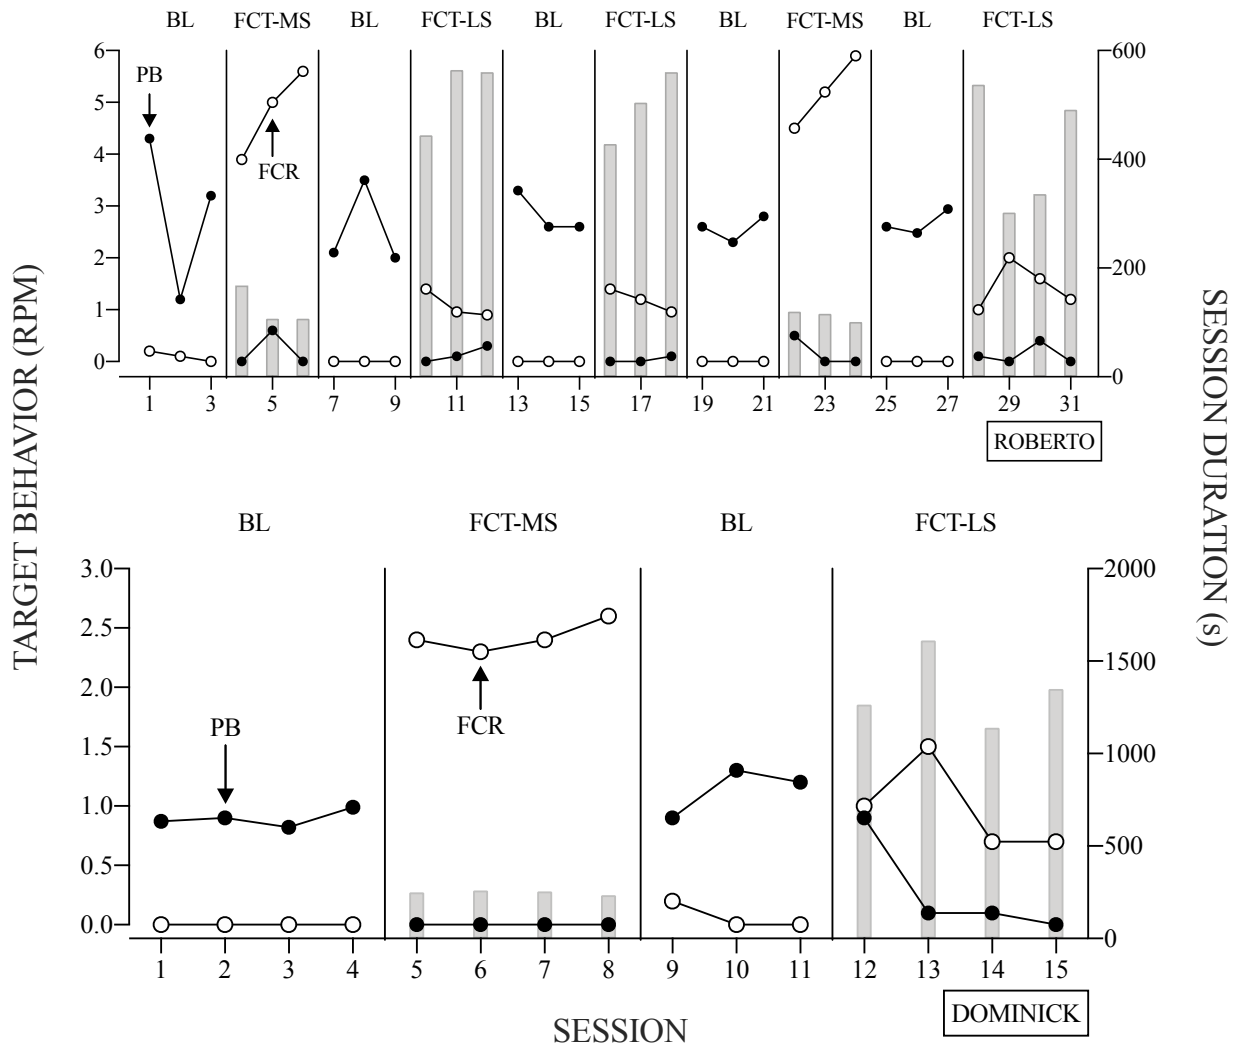 BL FCT-MS BL FCT-LS BL FCT-LS BL FCT-MS BL FCT-LS
6 600
PB
5
4 400
FCR
3
2 200
1
0 0
1 3 5 7 9 11 13 15 17 19 21 23 25 27 29 31
ROBERTO
TARGET BEHAVIOR (RPM)
SESSION DURATION (s)
BL FCT-MS BL FCT-LS
3.0 2000
2.5
1500
2.0
PB FCR
1.5
1000
1.0
0.5 500
0.0
0
1 2 3 4 5 6 7 8 9 10 11 12 13 14 15
DOMINICK
SESSION